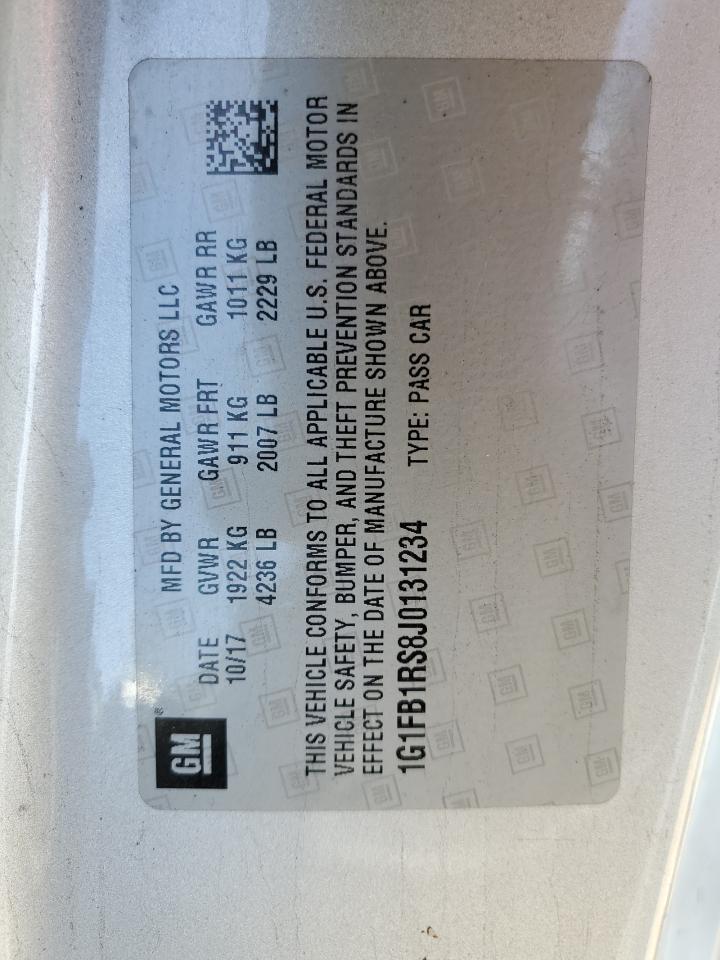 GM ®
MFD BY GENERAL MOTORS LLC
DATE GVWR GAWR FRT GAWR RR
10/17 1922 KG 911 KG 1011 KG
4236 LB 2007 LB 2229 LB
THIS VEHICLE CONFORMS TO ALL APPLICABLE U.S. FEDERAL MOTOR
VEHICLE SAFETY, BUMPER, AND THEFT PREVENTION STANDARDS IN
EFFECT ON THE DATE OF MANUFACTURE SHOWN ABOVE.
1G1FB1RS8J0131234 TYPE: PASS CAR